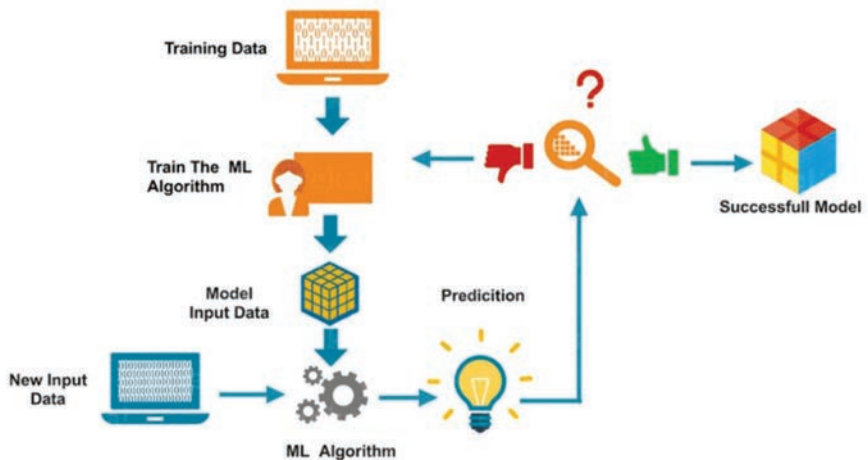 Training Data
?
Train The ML
Algorithm
Successfull Model
Model
Input Data
Predicition
New Input
Data
ML Algorithm